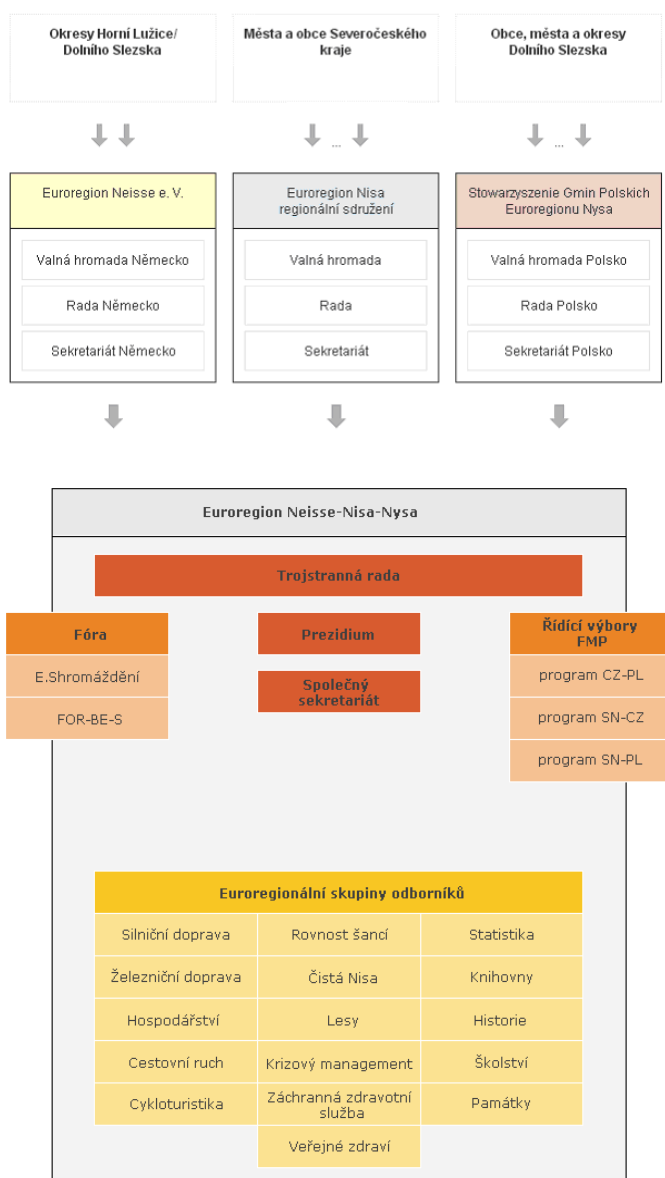 Okresy Horní Lužice/
Dolního Slezska
Města a obce Severočeského
kraje
Obce, města a okresy
Dolního Slezska
...
...
Euroregion Neisse e. V.
Valná hromada Německo
Rada Německo
Sekretariát Německo
Euroregion Nisa
regionální sdružení
Valná hromada
Rada
Sekretariát
Stowarzyszenie Gmin Polskich
Euroregionu Nysa
Valná hromada Polsko
Rada Polsko
Sekretariát Polsko
Euroregion Neisse-Nisa-Nysa
Trojstranná rada
Fóra
E.Shromáždění
FOR-BE-S
Prezidium
Společný
sekretariát
Řídící výbory
FMP
program CZ-PL
program SN-CZ
program SN-PL
Euroregionální skupiny odborníků
Silniční doprava
Rovnost šancí
Statistika
Železniční doprava
Čistá Nisa
Knihovny
Hospodářství
Lesy
Historie
Cestovní ruch
Krizový management
Školství
Cykloturistika
Záchranná zdravotní
služba
Památky
Veřejné zdraví